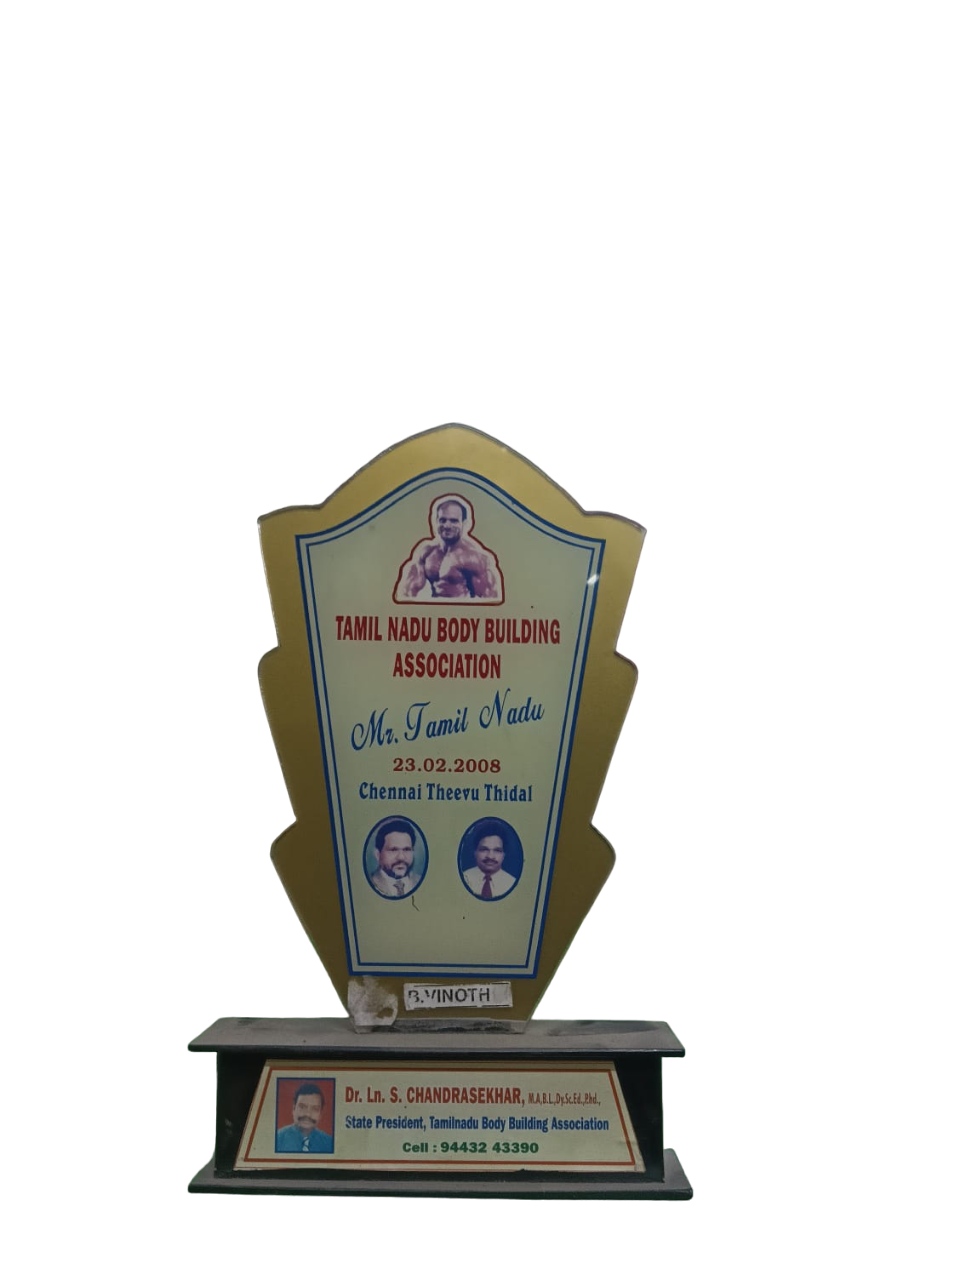 TAMIL NADU BODY BUILDING
ASSOCIATION
Mr. Tamil Nadu
23.02.2008
Chennai Theevu Thidal
B.VINOTH
Dr. Ln. S. CHANDRASEKHAR, M.A,B.L.,Dy.Sc.Ed.,P.hd.,
State President, Tamilnadu Body Building Association
Cell : 94432 43390